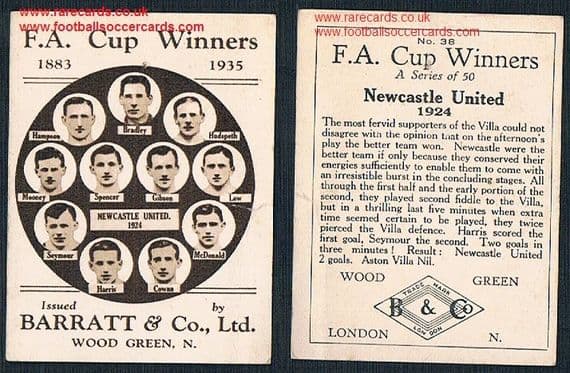 www.rarecards.co.uk
www.footballsoccercards.com
F.A. Cup Winners
1883 1935
Hampson
Bradley
Hudspeth
Mooney
Spencer
Gibson
Low
NEWCASTLE UNITED.
1924
Seymour
McDonald
Harris
Cowan
Issued by
BARRATT & Co., Ltd.
WOOD GREEN, N.
www.rarecards.co.uk
www.footballsoccercards.com
No. 38
F.A. Cup Winners
A Series of 50
Newcastle United
1924
The most fervid supporters of the Villa could not
disagree with the opinion that on the afternoon's
play the better team won. Newcastle were the
better team if only because they conserved their
energies sufficiently to enable them to come with
an irresistible burst in the concluding stages. All
through the first half and the early portion of the
second, they played second fiddle to the Villa,
but in a thrilling last five minutes when extra
time seemed certain to be played, they twice
pierced the Villa defence. Harris scored the
first goal, Seymour the second. Two goals in
three minutes! Result: Newcastle United
2 goals. Aston Villa Nil.
WOOD GREEN
TRADE MARK
B & Co
LONDON
LONDON N.